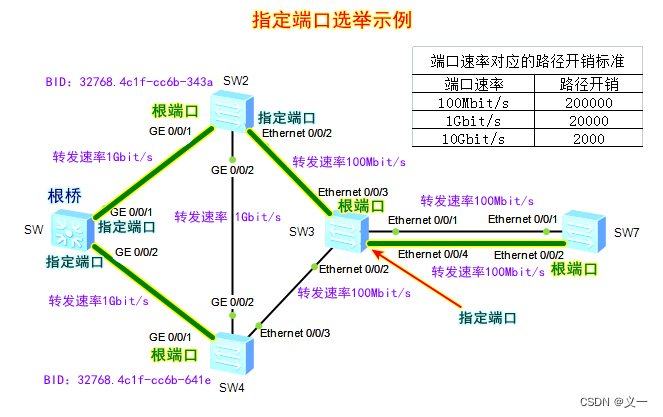 指定端口选举示例
端口速率对应的路径开销标准
端口速率 路径开销
100Mbit/s 200000
1Gbit/s 20000
10Gbit/s 2000
BID: 32768.4c1f-cc6b-343a
SW2
根端口
指定端口
GE 0/0/1
Ethernet 0/0/2
转发速率1Gbit/s
GE 0/0/2
转发速率100Mbit/s
根桥
Ethernet 0/0/3
根端口
转发速率100Mbit/s
GE 0/0/1
转发速率 1Gbit/s
Ethernet 0/0/1
Ethernet 0/0/1
SW
指定端口
SW3
SW7
GE 0/0/2
指定端口
Ethernet 0/0/4
Ethernet 0/0/2
Ethernet 0/0/2
转发速率100Mbit/s
根端口
转发速率1Gbit/s
GE 0/0/2
转发速率100Mbit/s
指定端口
GE 0/0/1
Ethernet 0/0/3
根端口
BID: 32768.4c1f-cc6b-641e
SW4
CSDN @义一